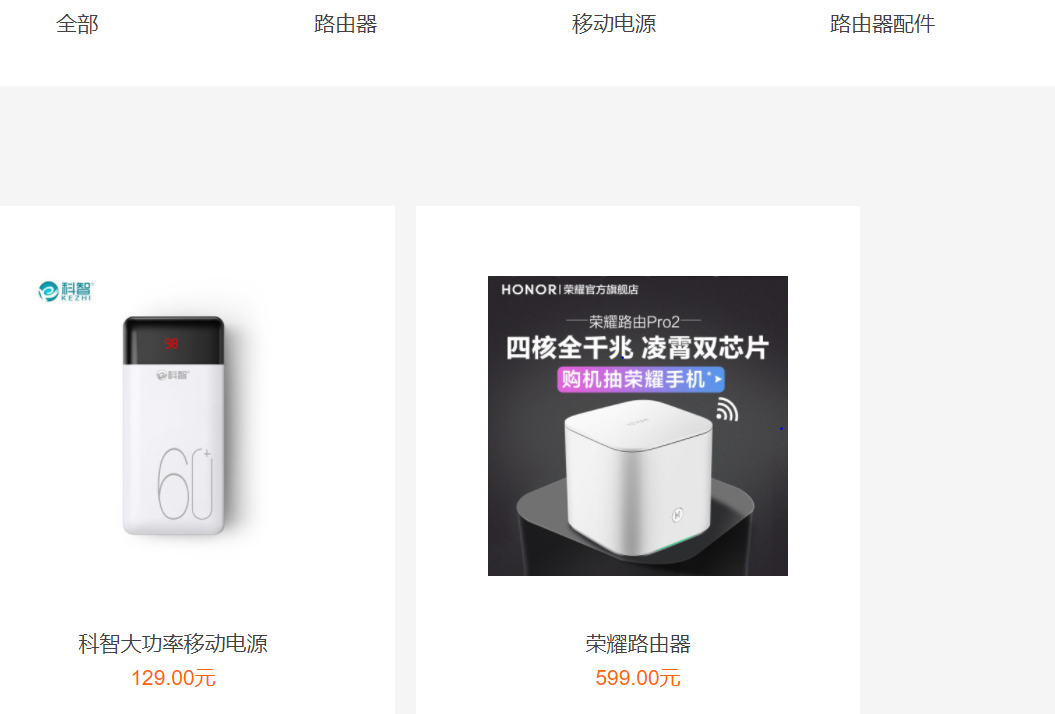 全部 路由器 移动电源 路由器配件
科智
KEZHI
98
科智
60+
HONOR|荣耀官方旗舰店
荣耀路由Pro2
四核全千兆 凌霄双芯片
购机抽荣耀手机*
科智大功率移动电源
129.00元
荣耀路由器
599.00元